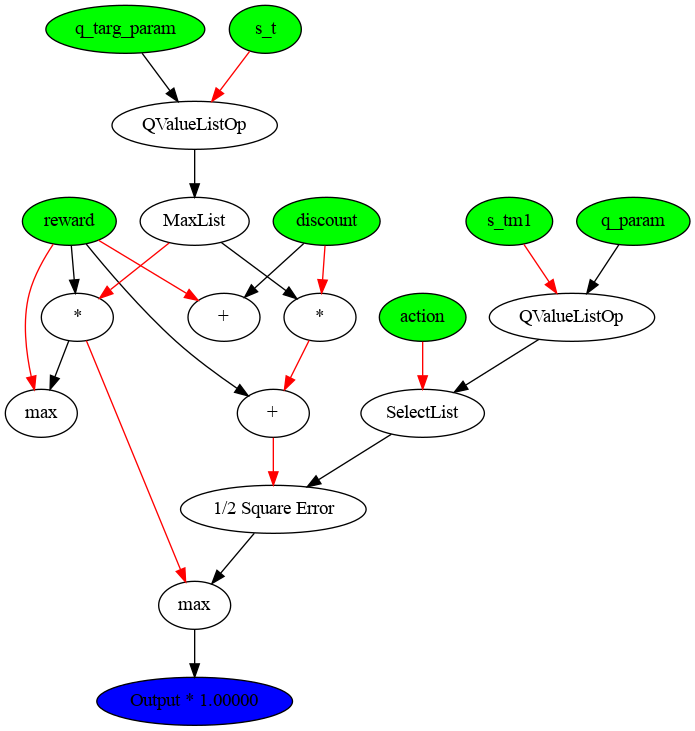 q_targ_param
s_t
QValueListOp
reward
MaxList
discount
s_tm1
q_param
*
+
*
action
QValueListOp
max
+
SelectList
1/2 Square Error
max
Output * 1.00000